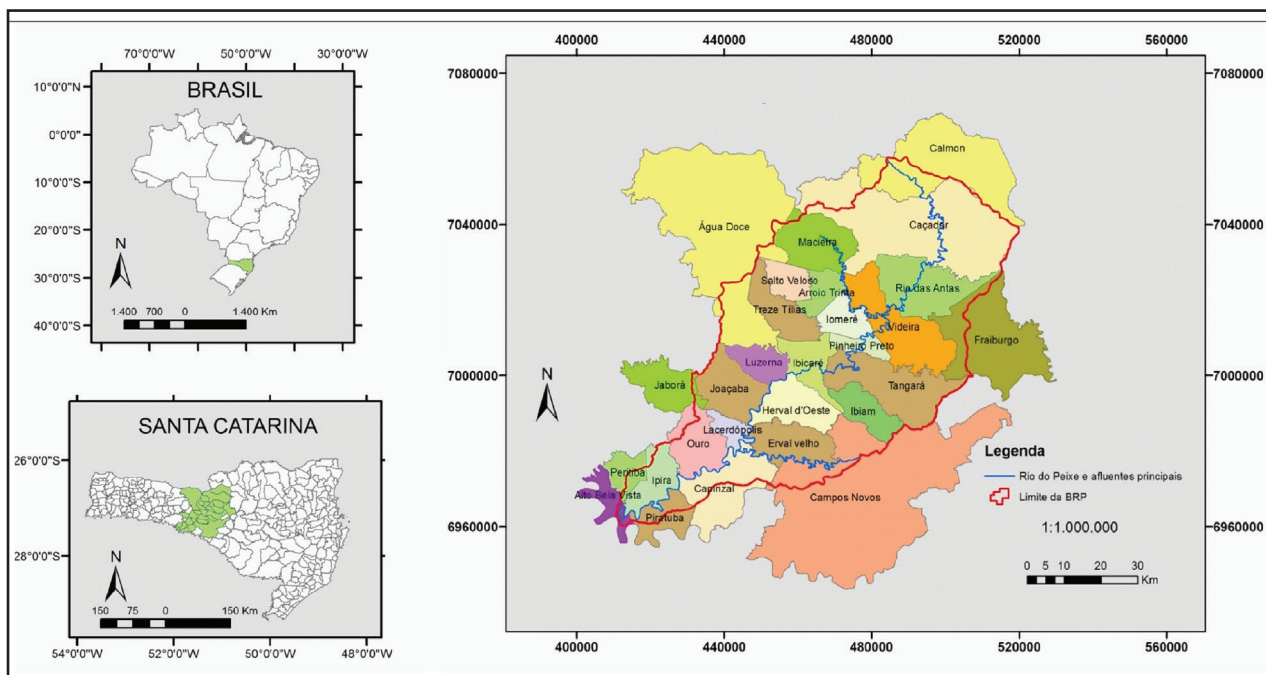 70°0'0"W 50°0'0"W 30°0'0"W
BRASIL
10°0'0"N
0°0'0"
10°0'0"S
20°0'0"S
30°0'0"S
40°0'0"S
N
1.400 700 0 1.400 Km
SANTA CATARINA
26°0'0"S
28°0'0"S
N
150 75 0 150 Km
54°0'0"W 52°0'0"W 50°0'0"W 48°0'0"W
400000 440000 480000 520000 560000
7080000 7080000
7040000 7040000
7000000 7000000
6960000 6960000
Calmon
Água Doce
Caçador
Macieira
Salto Veloso
Arroio Trinta
Rio das Antas
Treze Tílias
Iomerê
Videira
Fraiburgo
Pinheiro Preto
Luzerna
Ibicaré
Tangará
Jaborá
Joaçaba
Herval d'Oeste
Ibiam
Lacerdópolis
Ouro
Erval velho
Peritiba
Ipira
Capinzal
Alto Bela Vista
Campos Novos
Piratuba
N
Legenda
Rio do Peixe e afluentes principais
Límite da BRP
1:1.000.000
0 5 10 20 30
Km
400000 440000 480000 520000 560000